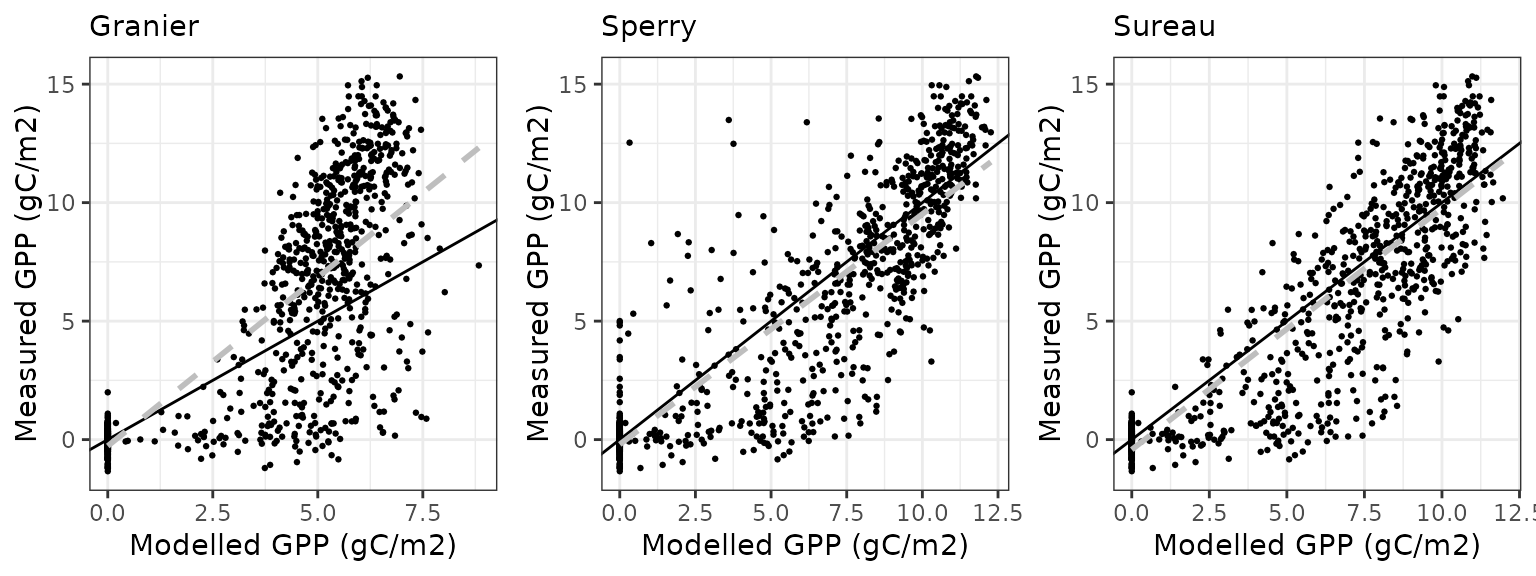 Granier
Measured GPP (gC/m2)
15
10
5
0
0.0 2.5 5.0 7.5
Modelled GPP (gC/m2)
Sperry
Measured GPP (gC/m2)
15
10
5
0
0.0 2.5 5.0 7.5 10.0 12.5
Modelled GPP (gC/m2)
Sureau
Measured GPP (gC/m2)
15
10
5
0
0.0 2.5 5.0 7.5 10.0 12.5
Modelled GPP (gC/m2)